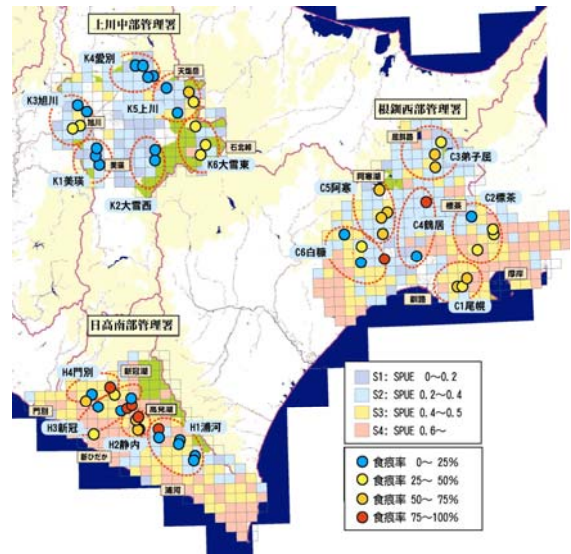 上川中部管理署
K4愛別
天塩岳
K3旭川
旭川
K5上川
石北峠
K6大雪東
K1美瑛
美瑛
K2大雪西
根釧西部管理署
屈斜路
C3弟子屈
阿寒湖
C5阿寒
C2標茶
標茶
C4鶴居
C6白糠
厚岸
釧路
C1尾幌
日高南部管理署
H4門別
新冠湖
門別
高見湖
H3新冠
H1浦河
H2静内
新ひだか
浦河
S1: SPUE 0～0.2
S2: SPUE 0.2～0.4
S3: SPUE 0.4～0.5
S4: SPUE 0.6～
食痕率 0～ 25%
食痕率 25～ 50%
食痕率 50～ 75%
食痕率 75～100%